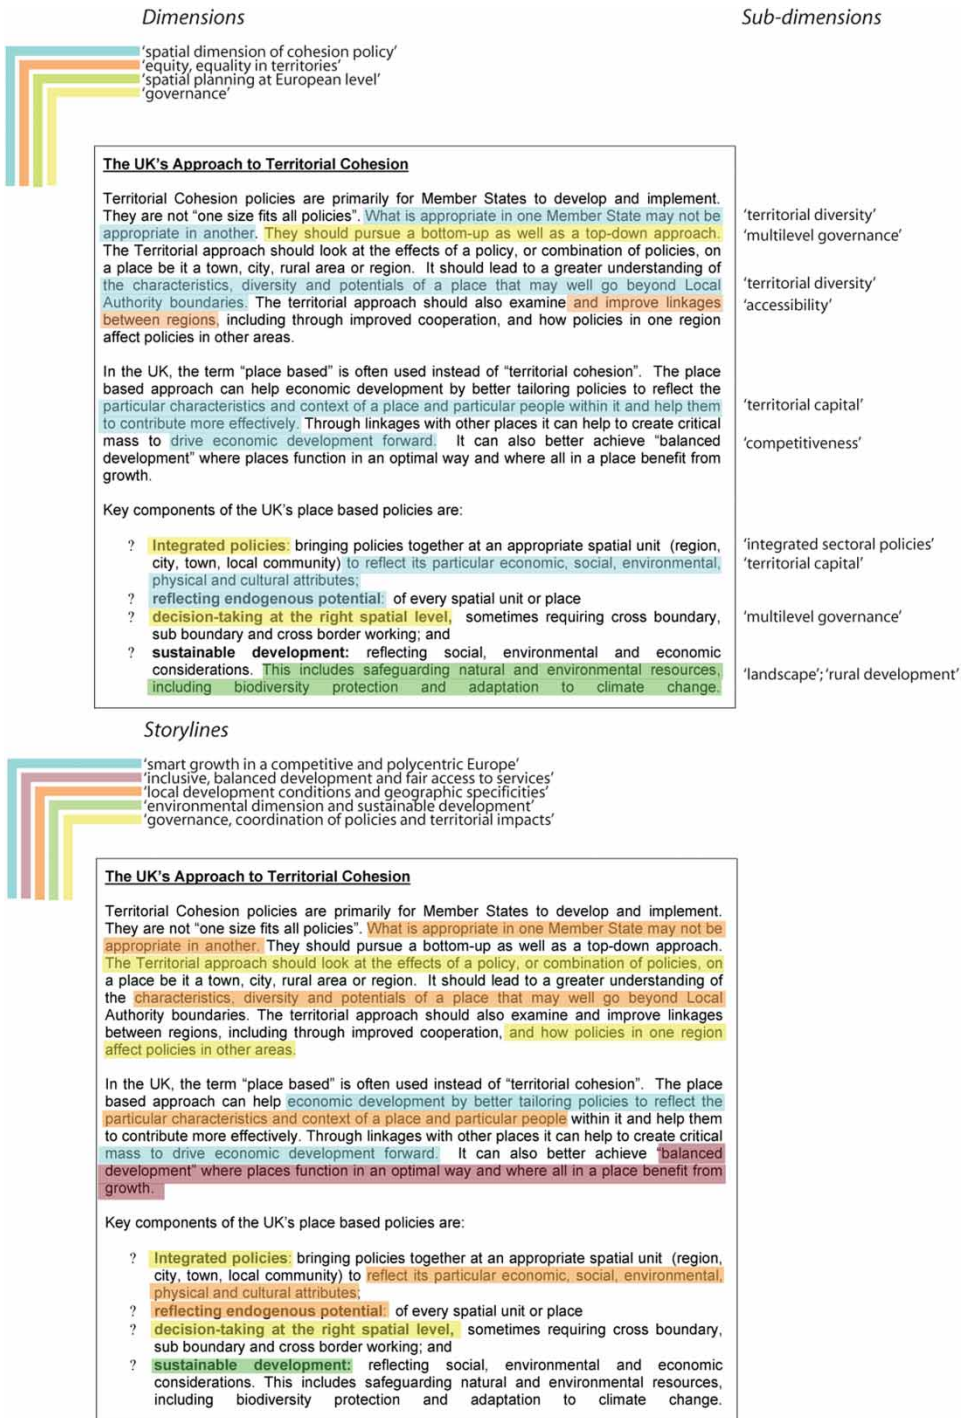 Dimensions
Sub-dimensions
‘spatial dimension of cohesion policy’
‘equity, equality in territories’
‘spatial planning at European level’
‘governance’
The UK’s Approach to Territorial Cohesion
Territorial Cohesion policies are primarily for Member States to develop and implement.
They are not “one size fits all policies”. What is appropriate in one Member State may not be
appropriate in another. They should pursue a bottom-up as well as a top-down approach.
The Territorial approach should look at the effects of a policy, or combination of policies, on
a place be it a town, city, rural area or region. It should lead to a greater understanding of
the characteristics, diversity and potentials of a place that may well go beyond Local
Authority boundaries. The territorial approach should also examine and improve linkages
between regions, including through improved cooperation, and how policies in one region
affect policies in other areas.
‘territorial diversity’
‘multilevel governance’
‘territorial diversity’
‘accessibility’
In the UK, the term “place based” is often used instead of “territorial cohesion”. The place
based approach can help economic development by better tailoring policies to reflect the
particular characteristics and context of a place and particular people within it and help them
to contribute more effectively. Through linkages with other places it can help to create critical
mass to drive economic development forward. It can also better achieve “balanced
development” where places function in an optimal way and where all in a place benefit from
growth.
‘territorial capital’
‘competitiveness’
Key components of the UK’s place based policies are:
? Integrated policies: bringing policies together at an appropriate spatial unit (region,
city, town, local community) to reflect its particular economic, social, environmental,
physical and cultural attributes;
? reflecting endogenous potential: of every spatial unit or place
? decision-taking at the right spatial level, sometimes requiring cross boundary,
sub boundary and cross border working; and
? sustainable development: reflecting social, environmental and economic
considerations. This includes safeguarding natural and environmental resources,
including biodiversity protection and adaptation to climate change.
‘integrated sectoral policies’
‘territorial capital’
‘multilevel governance’
‘landscape’; ‘rural development’
Storylines
‘smart growth in a competitive and polycentric Europe’
‘inclusive, balanced development and fair access to services’
‘local development conditions and geographic specificities’
‘environmental dimension and sustainable development’
‘governance, coordination of policies and territorial impacts’
The UK’s Approach to Territorial Cohesion
Territorial Cohesion policies are primarily for Member States to develop and implement.
They are not “one size fits all policies”. What is appropriate in one Member State may not be
appropriate in another. They should pursue a bottom-up as well as a top-down approach.
The Territorial approach should look at the effects of a policy, or combination of policies, on
a place be it a town, city, rural area or region. It should lead to a greater understanding of
the characteristics, diversity and potentials of a place that may well go beyond Local
Authority boundaries. The territorial approach should also examine and improve linkages
between regions, including through improved cooperation, and how policies in one region
affect policies in other areas.
In the UK, the term “place based” is often used instead of “territorial cohesion”. The place
based approach can help economic development by better tailoring policies to reflect the
particular characteristics and context of a place and particular people within it and help them
to contribute more effectively. Through linkages with other places it can help to create critical
mass to drive economic development forward. It can also better achieve “balanced
development” where places function in an optimal way and where all in a place benefit from
growth.
Key components of the UK’s place based policies are:
? Integrated policies: bringing policies together at an appropriate spatial unit (region,
city, town, local community) to reflect its particular economic, social, environmental,
physical and cultural attributes;
? reflecting endogenous potential: of every spatial unit or place
? decision-taking at the right spatial level, sometimes requiring cross boundary,
sub boundary and cross border working; and
? sustainable development: reflecting social, environmental and economic
considerations. This includes safeguarding natural and environmental resources,
including biodiversity protection and adaptation to climate change.